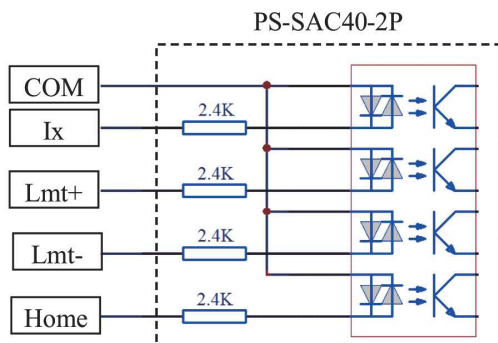 PS-SAC40-2P
COM
Ix
2.4K
Lmt+
2.4K
Lmt-
2.4K
Home
2.4K